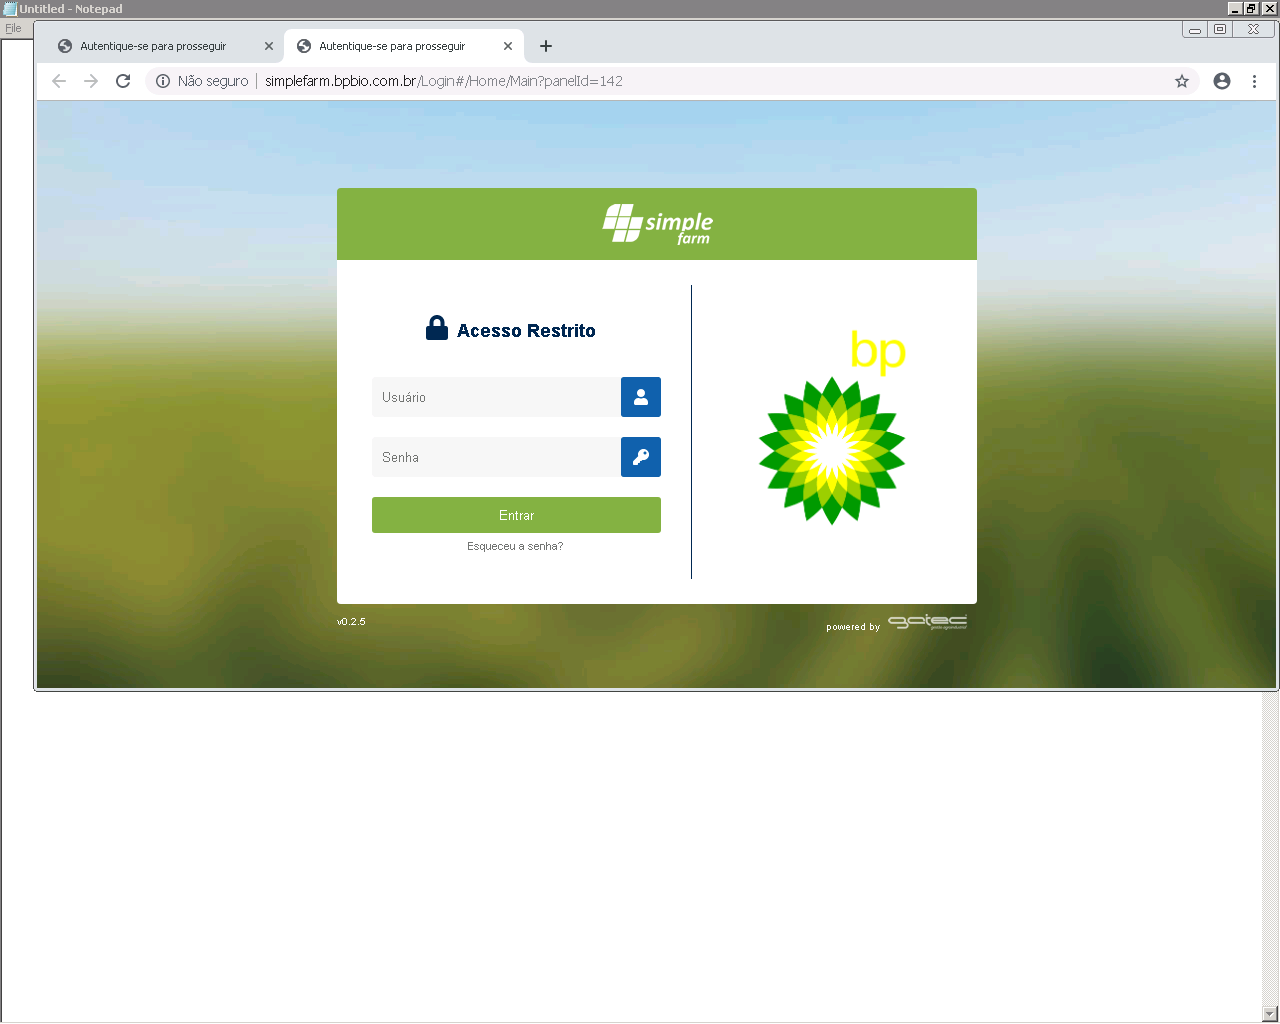 Untitled - Notepad
File
Autentique-se para prosseguir
Autentique-se para prosseguir
Não seguro | simplefarm.bpbio.com.br/Login#/Home/Main?panelId=142
simple
farm
Acesso Restrito
bp
Usuário
Senha
Entrar
Esqueceu a senha?
v0.2.5
powered by gatec